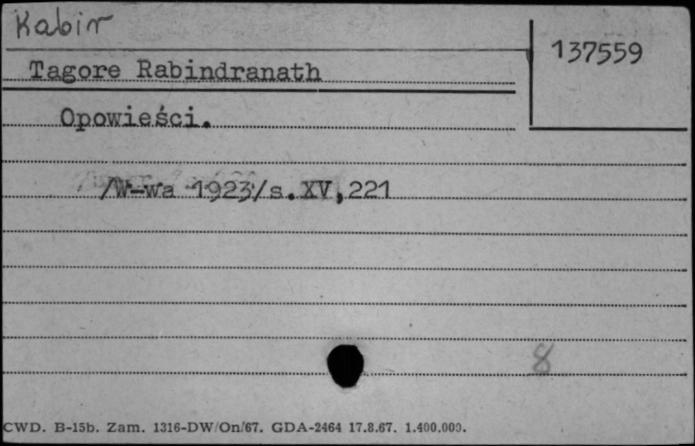 Kabir
137559
Tagore Rabindranath
Opowieści.
/W-wa 1923/s.XV,221
8
CWD. B-15b. Zam. 1316-DW/On/67. GDA-2464 17.8.67. 1.400.000.